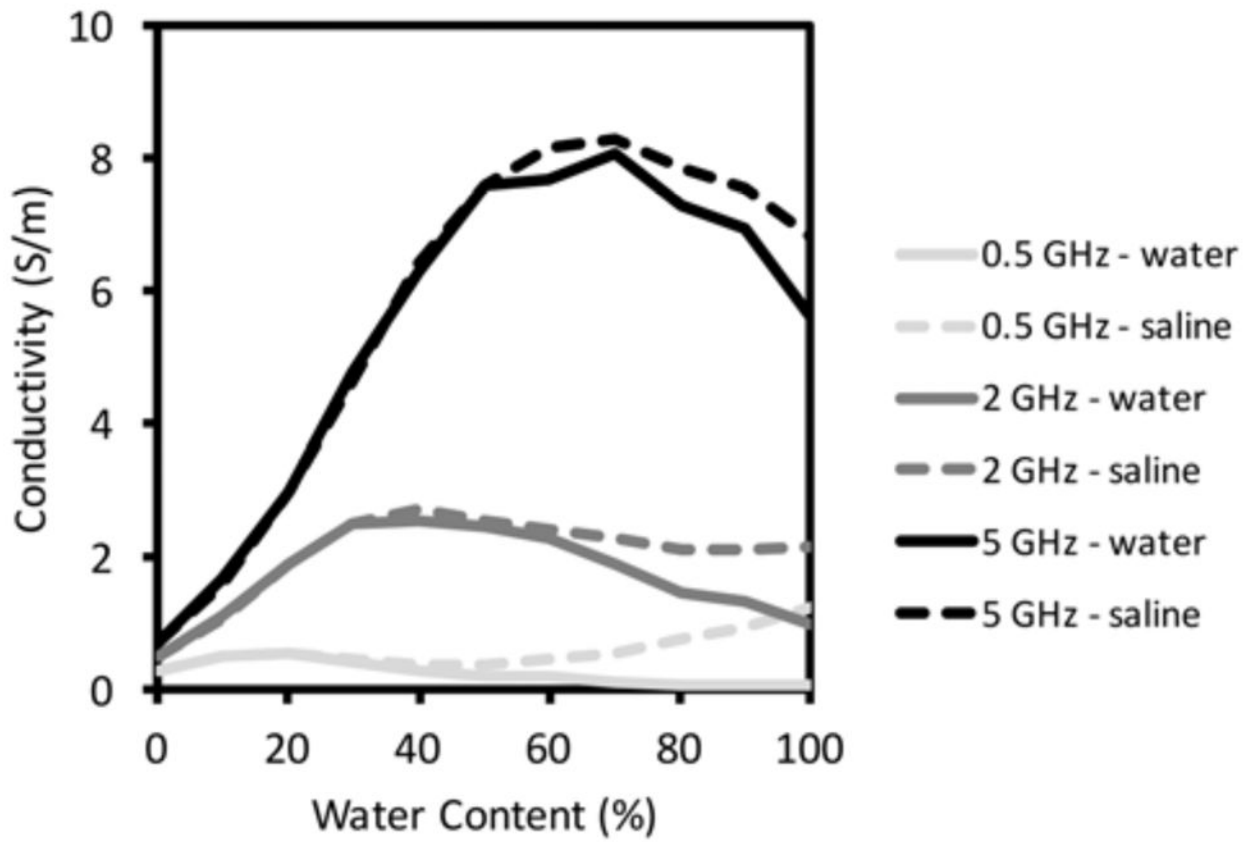 10
8
6
4
2
0
Conductivity (S/m)
0 20 40 60 80 100
Water Content (%)
0.5 GHz - water
0.5 GHz - saline
2 GHz - water
2 GHz - saline
5 GHz - water
5 GHz - saline